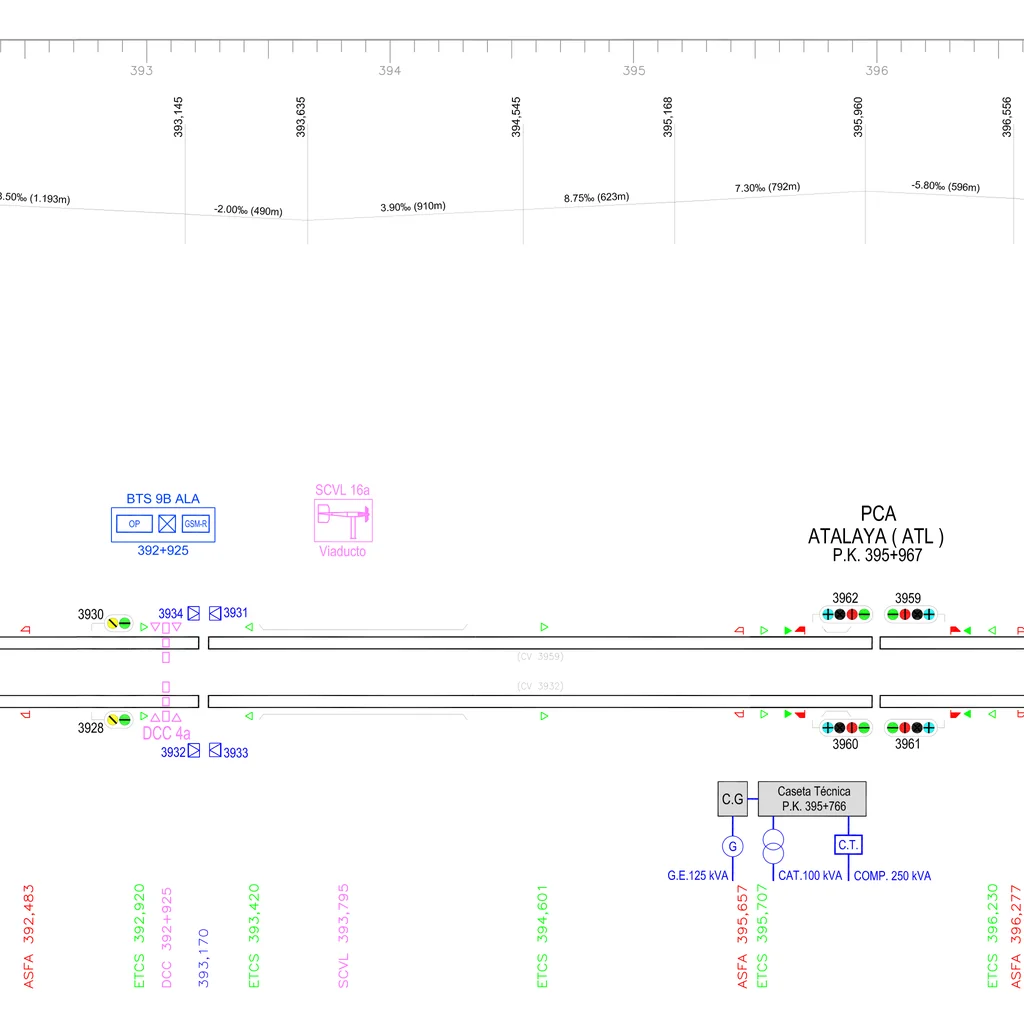 393 394 395 396
393,145 393,635 394,545 395,168 395,960 396,556
3.50‰ (1.193m) -2.00‰ (490m) 3.90‰ (910m) 8.75‰ (623m) 7.30‰ (792m) -5.80‰ (596m)
BTS 9B ALA
OP GSM-R
392+925
SCVL 16a
Viaducto
PCA
ATALAYA ( ATL )
P.K. 395+967
3930 3934 3931 3962 3959
(CV 3959)
(CV 3932)
3928 DCC 4a 3932 3933 3960 3961
C.G
Caseta Técnica
P.K. 395+766
G C.T.
G.E.125 kVA CAT.100 kVA COMP. 250 kVA
ASFA 392,483
ETCS 392,920
DCC 392+925
393,170
ETCS 393,420
SCVL 393,795
ETCS 394,601
ASFA 395,657
ETCS 395,707
ETCS 396,230
ASFA 396,277